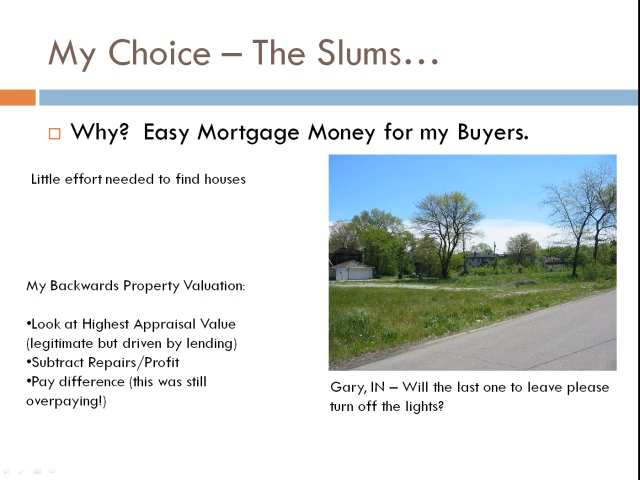 My Choice – The Slums…
Why?  Easy Mortgage Money for my Buyers.
Little effort needed to find houses
My Backwards Property Valuation:
•Look at Highest Appraisal Value
(legitimate but driven by lending)
•Subtract Repairs/Profit
•Pay difference (this was still
overpaying!)
Gary, IN – Will the last one to leave please
turn off the lights?